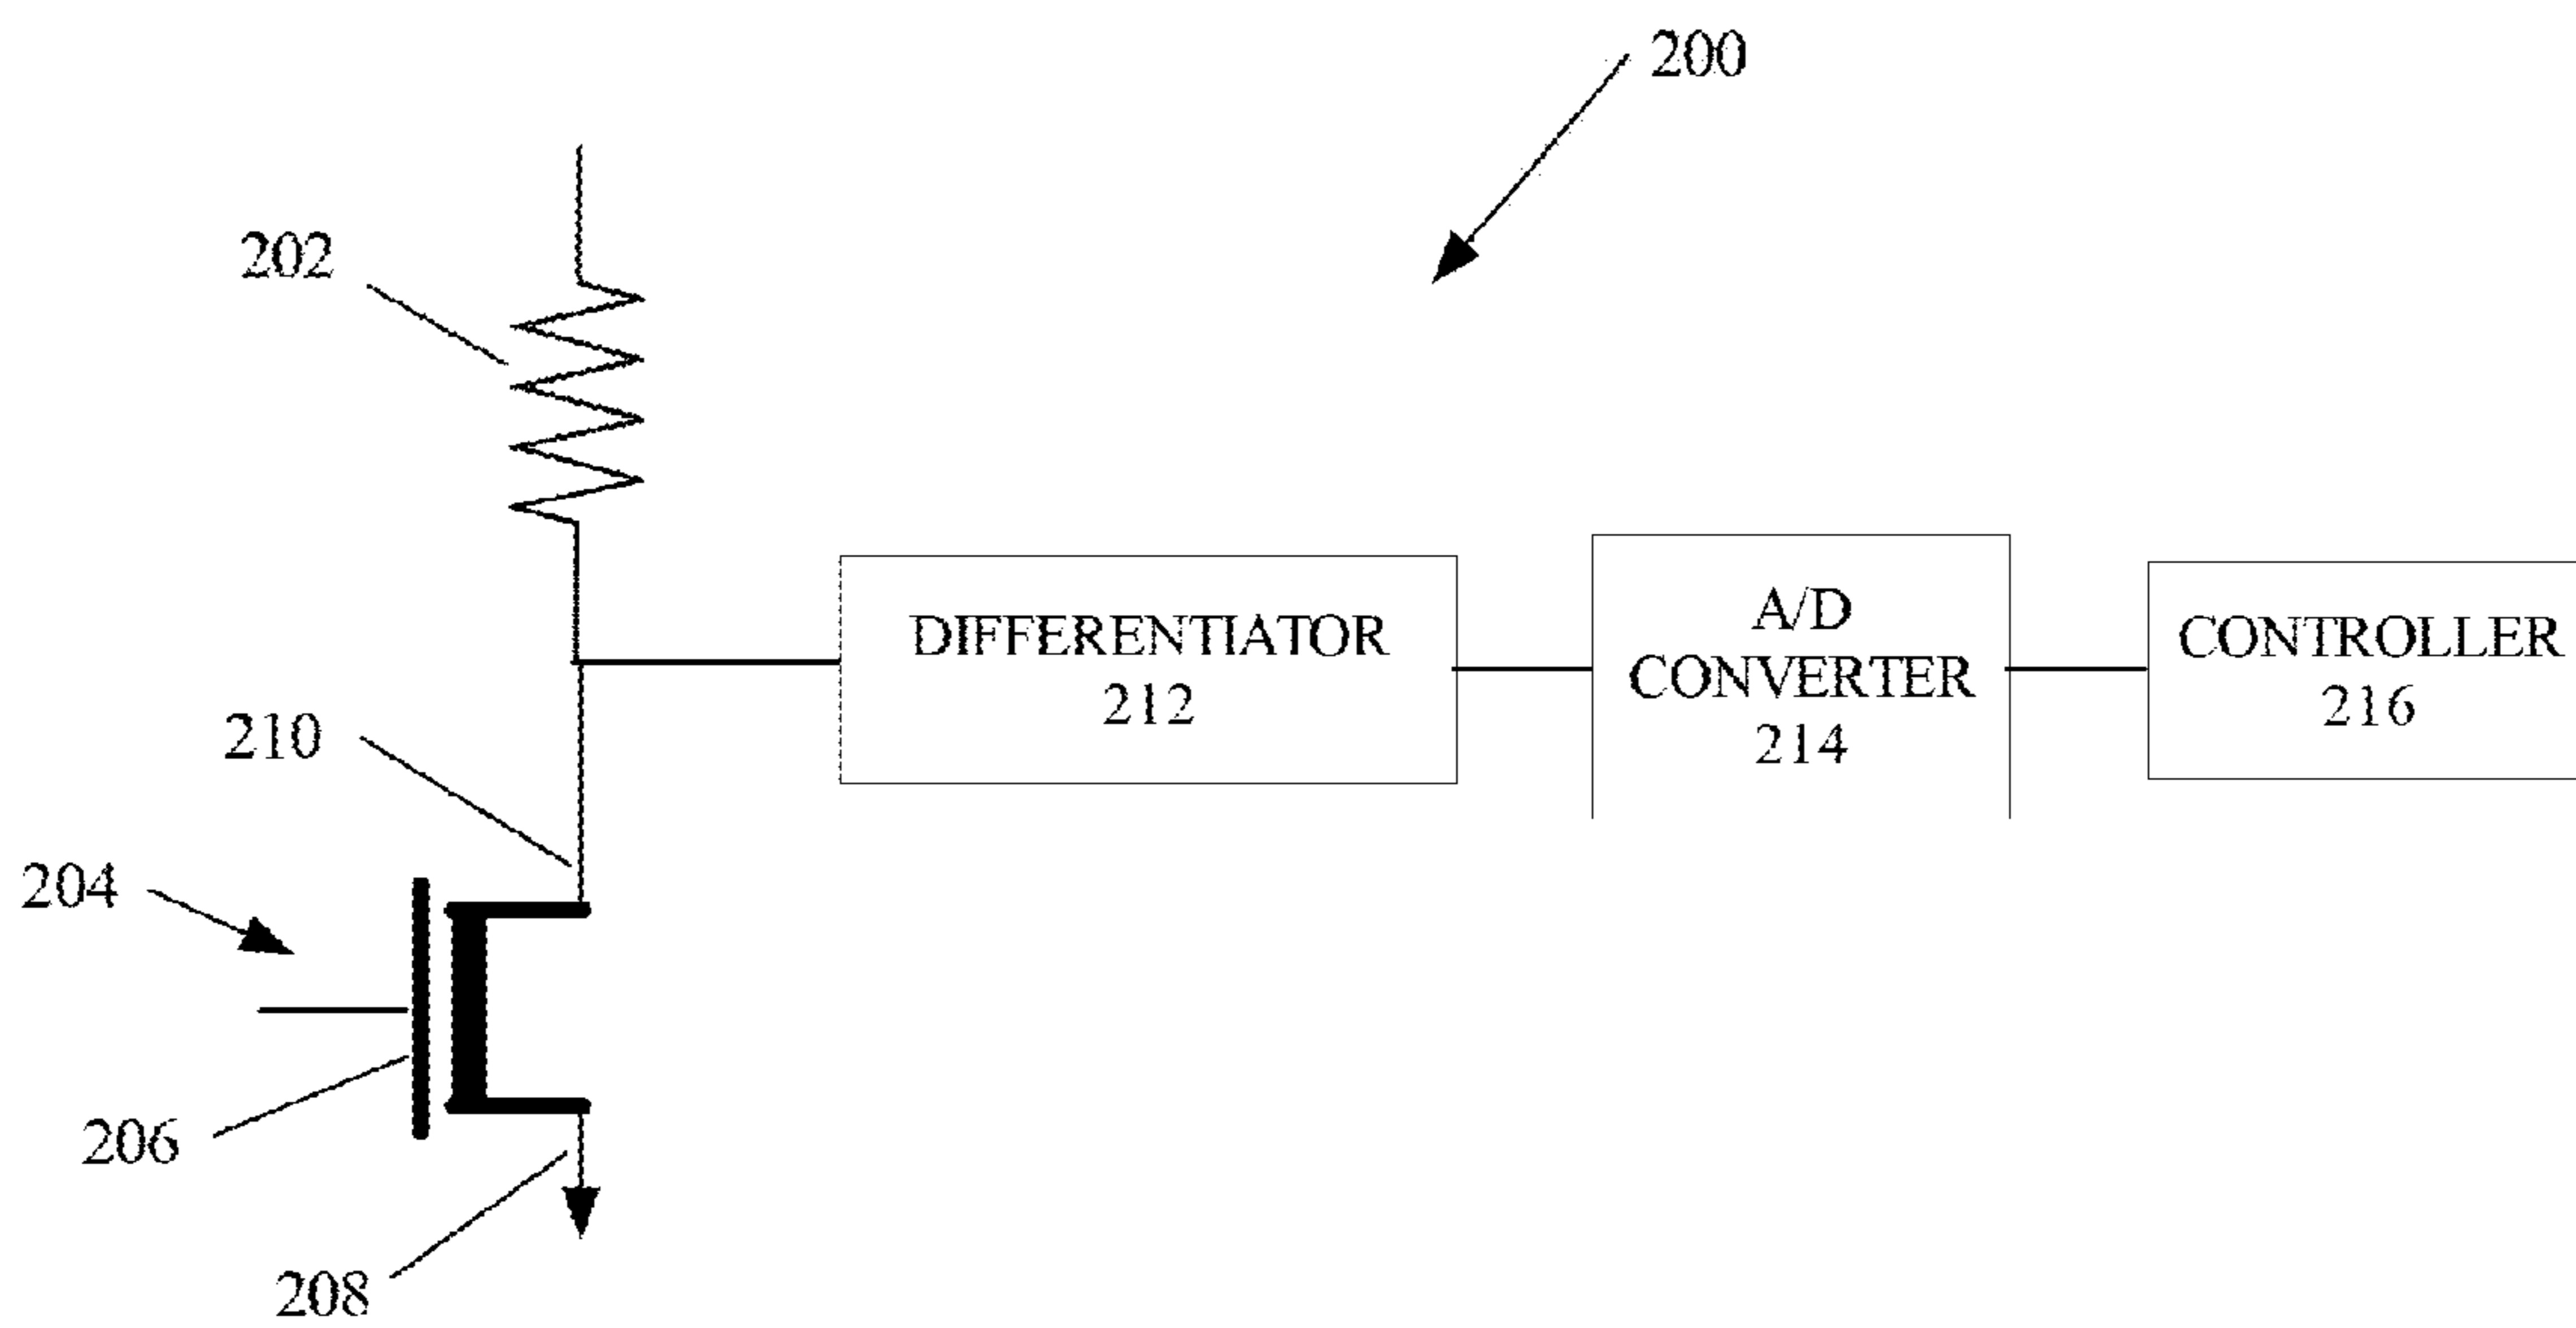 200
202
DIFFERENTIATOR
212
A/D
CONVERTER
214
CONTROLLER
216
210
204
206
208